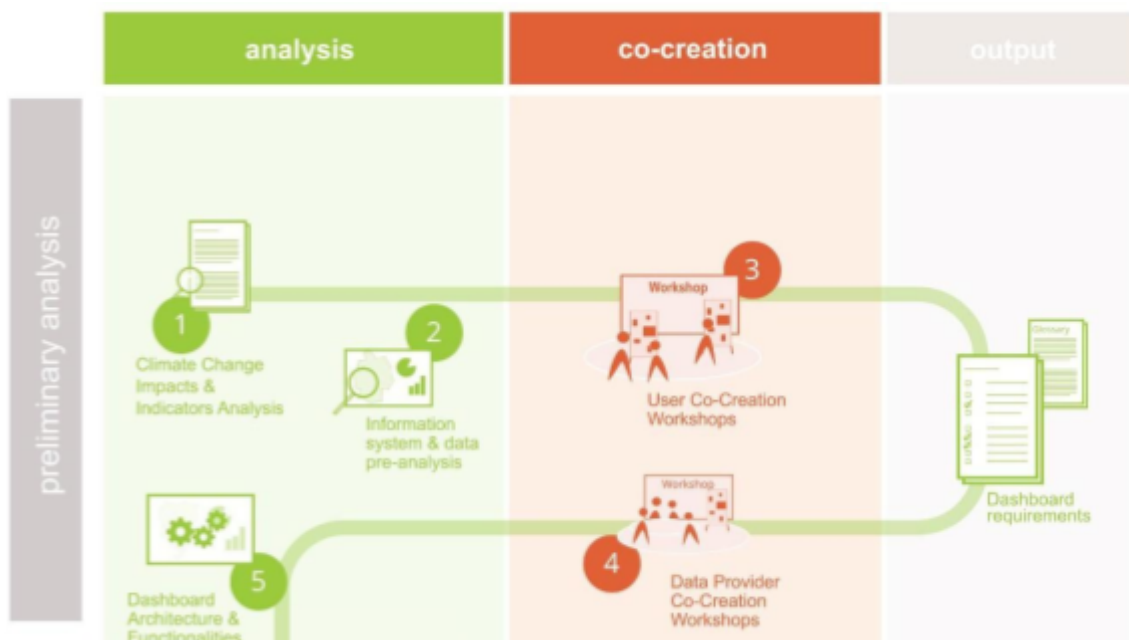 analysis
co-creation
output
preliminary analysis
1
Climate Change
Impacts &
Indicators Analysis
2
Information
system & data
pre-analysis
3
Workshop
User Co-Creation
Workshops
Glossary
Dashboard
requirements
Workshop
4
Data Provider
Co-Creation
Workshops
5
Dashboard
Architecture &
Functionalities